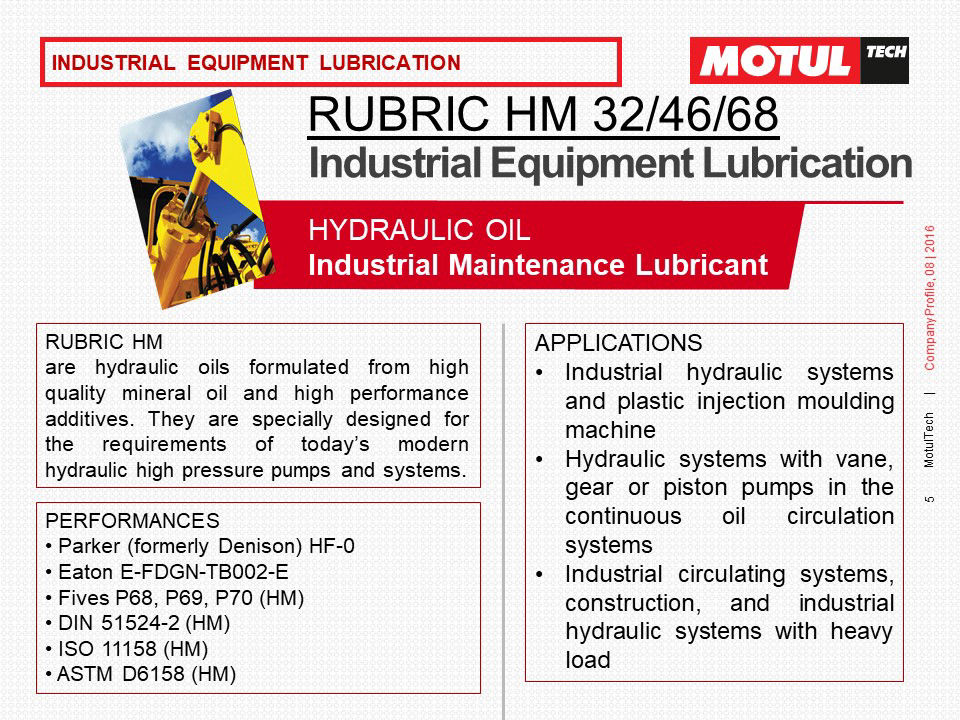 INDUSTRIAL EQUIPMENT LUBRICATION
MOTUL TECH
RUBRIC HM 32/46/68
Industrial Equipment Lubrication
HYDRAULIC OIL
Industrial Maintenance Lubricant
RUBRIC HM
are hydraulic oils formulated from high
quality mineral oil and high performance
additives. They are specially designed for
the requirements of today’s modern
hydraulic high pressure pumps and systems.
PERFORMANCES
• Parker (formerly Denison) HF-0
• Eaton E-FDGN-TB002-E
• Fives P68, P69, P70 (HM)
• DIN 51524-2 (HM)
• ISO 11158 (HM)
• ASTM D6158 (HM)
APPLICATIONS
• Industrial hydraulic systems
and plastic injection moulding
machine
• Hydraulic systems with vane,
gear or piston pumps in the
continuous oil circulation
systems
• Industrial circulating systems,
construction, and industrial
hydraulic systems with heavy
load
5 MotulTech | Company Profile, 08 | 2016